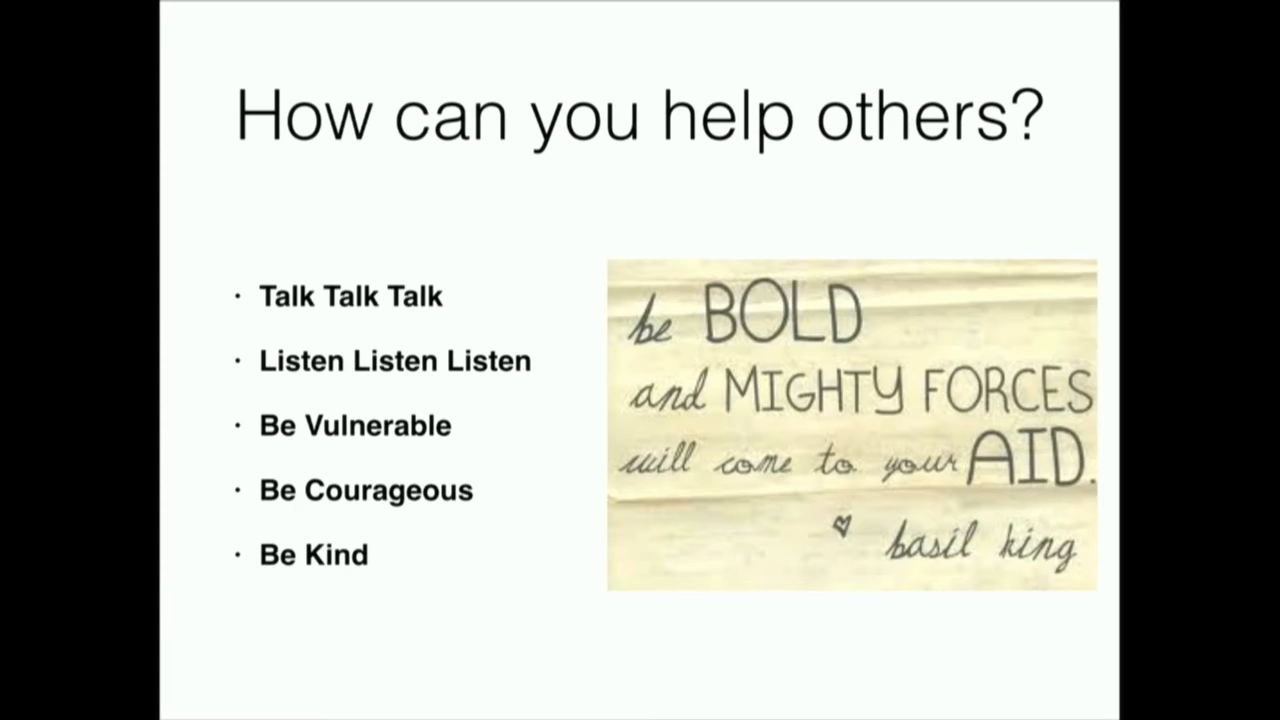 How can you help others?
· Talk Talk Talk
· Listen Listen Listen
· Be Vulnerable
· Be Courageous
· Be Kind
be BOLD
and MIGHTY FORCES
will come to your AID.
♡ basil king